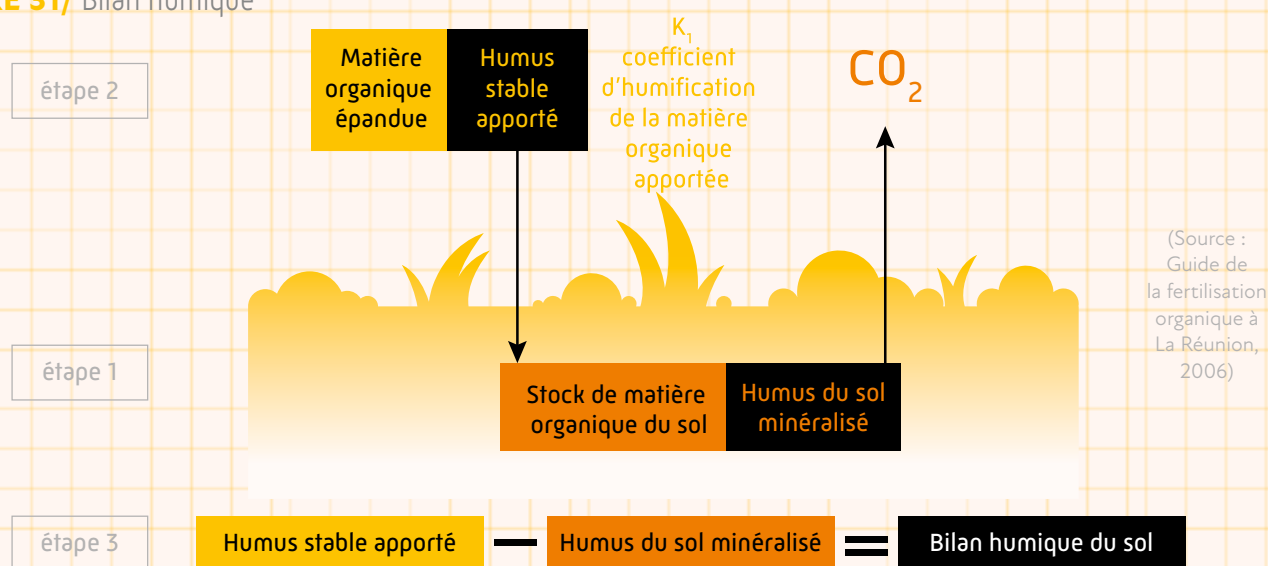 RE 51/ Bilan humique
étape 2
Matière
organique
épandue
Humus
stable
apporté
K1
coefficient
d'humification
de la matière
organique
apportée
CO2
(Source :
Guide de
la fertilisation
organique à
La Réunion,
2006)
étape 1
Stock de matière
organique du sol
Humus du sol
minéralisé
étape 3
Humus stable apporté — Humus du sol minéralisé = Bilan humique du sol